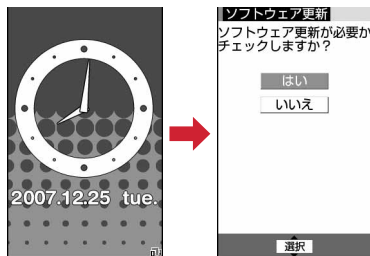 2007.12.25 tue.
ソフトウェア更新
ソフトウェア更新が必要か
チェックしますか？
はい
いいえ
選択